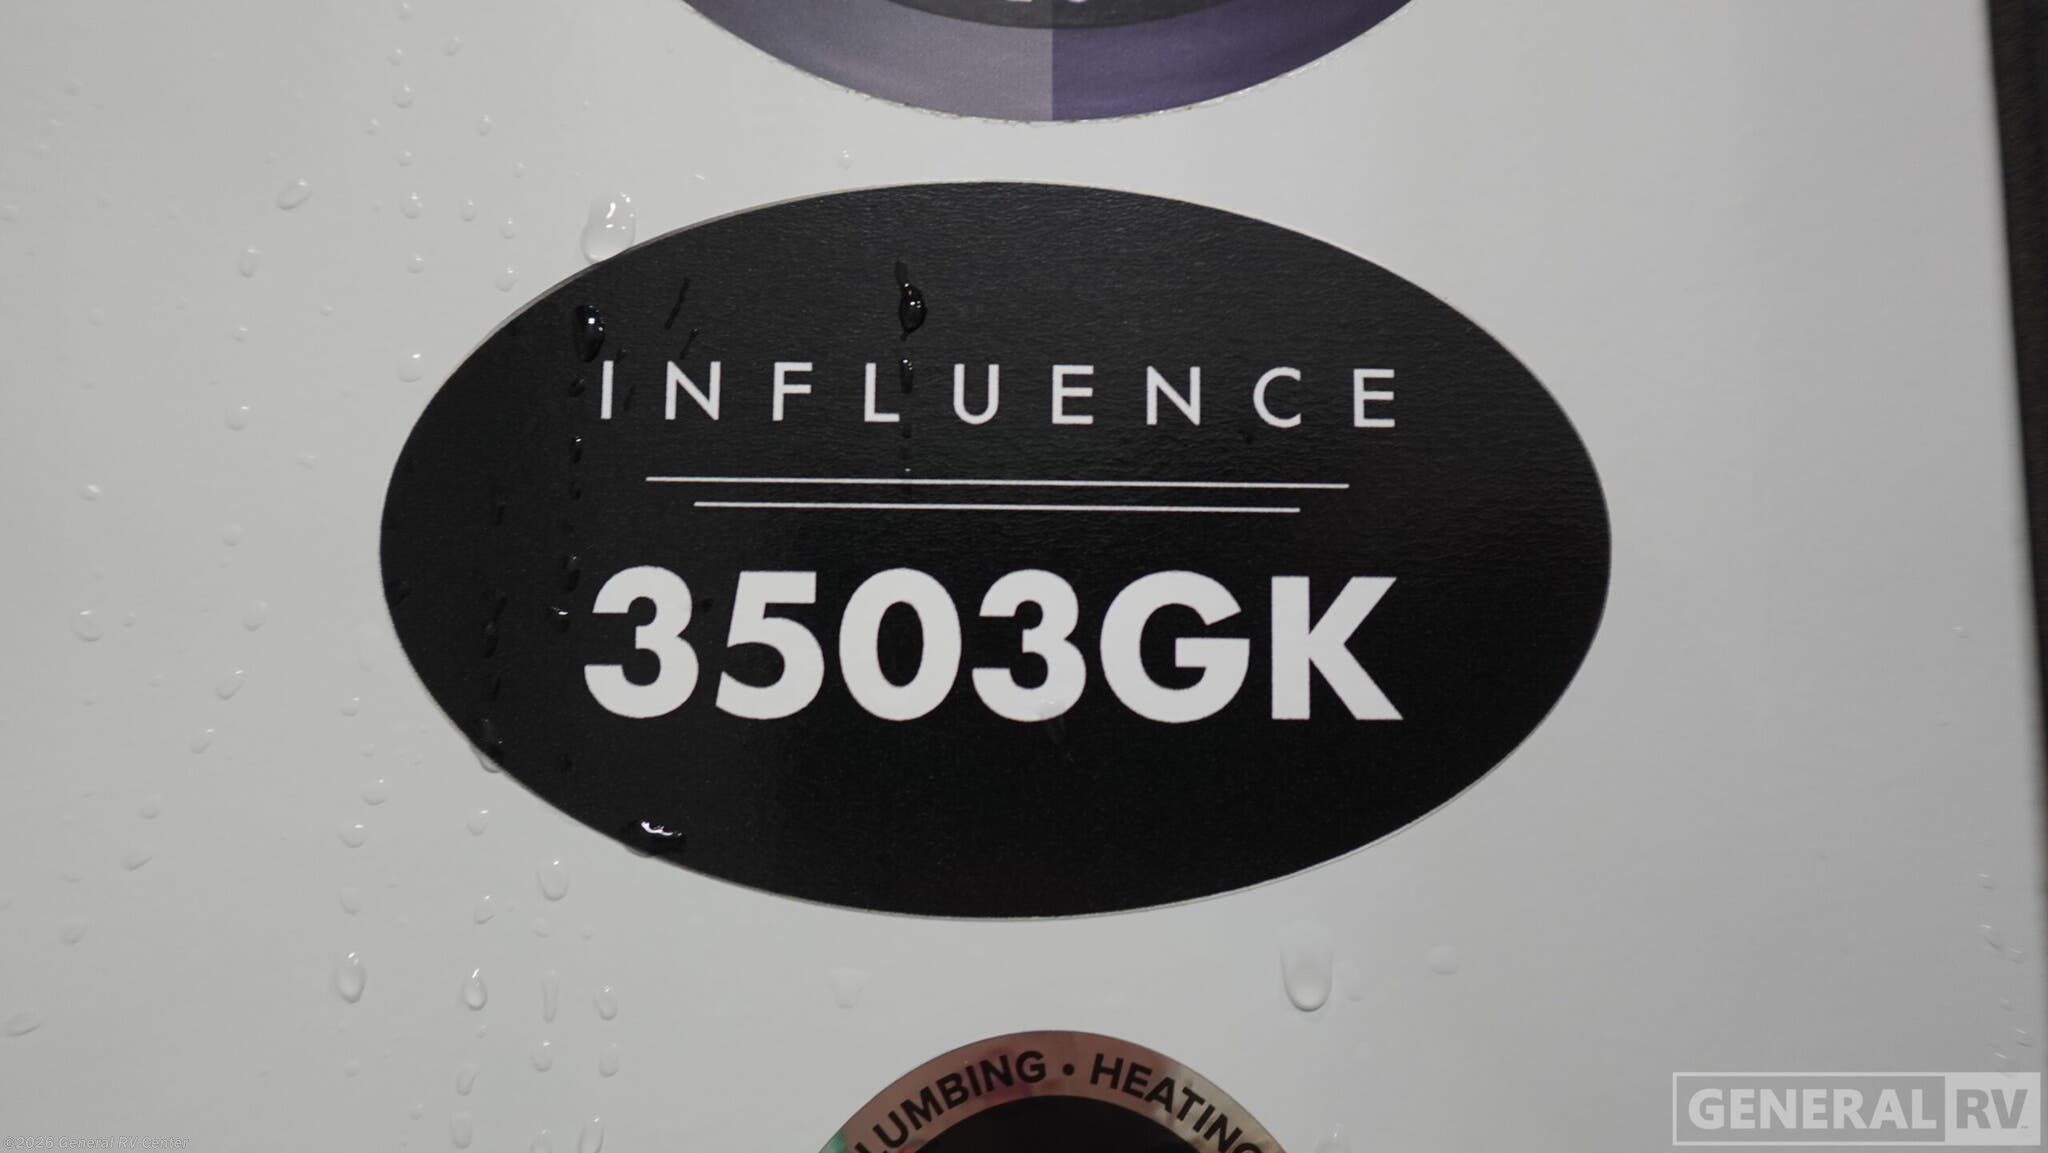 INFLUENCE
3503GK
LUMBING • HEATING
GENERAL RV
©2025 General RV Center